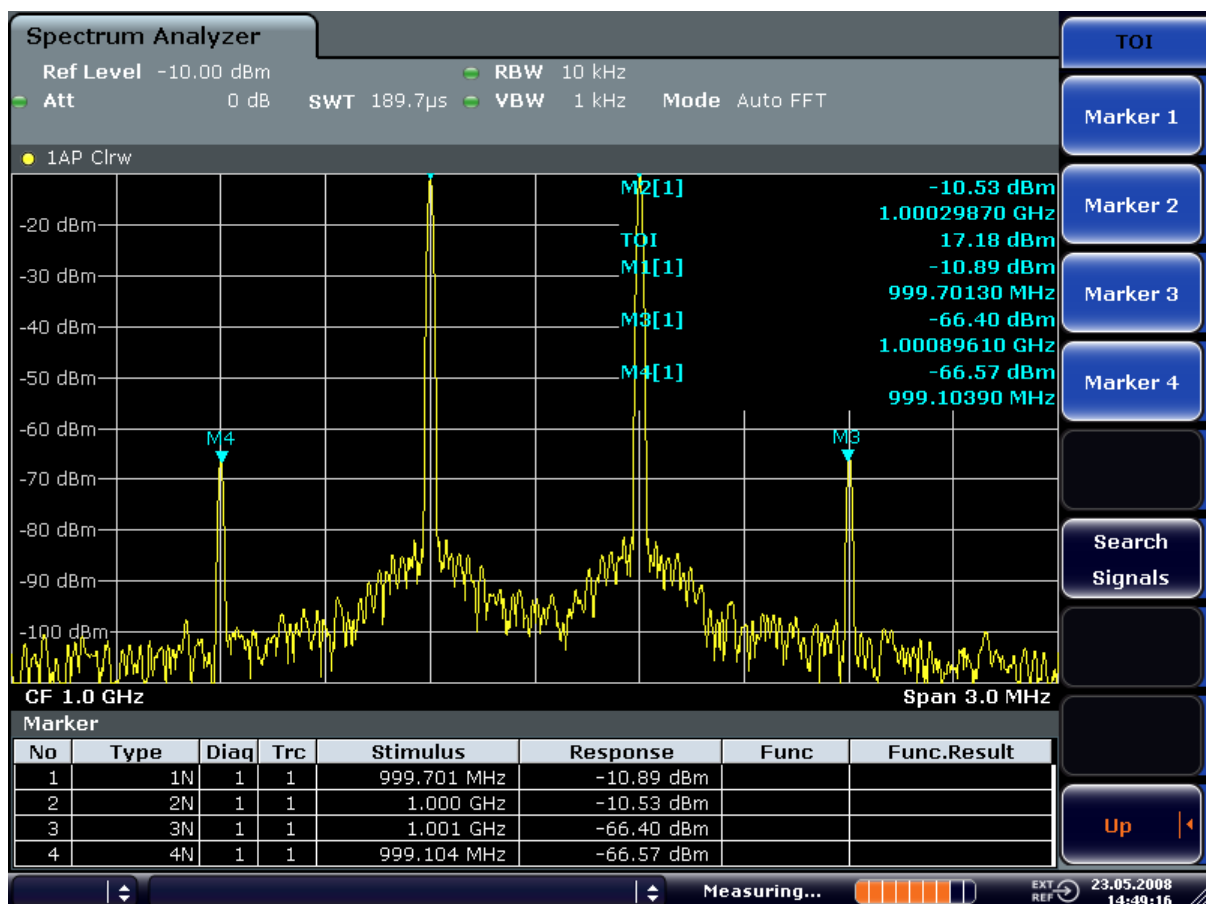 Spectrum Analyzer
Ref Level -10.00 dBm RBW 10 kHz
Att 0 dB SWT 189.7µs VBW 1 kHz Mode Auto FFT
1AP Clrw
M2[1] -10.53 dBm
1.00029870 GHz
TOI 17.18 dBm
M1[1] -10.89 dBm
999.70130 MHz
M3[1] -66.40 dBm
1.00089610 GHz
M4[1] -66.57 dBm
999.10390 MHz
-20 dBm
-30 dBm
-40 dBm
-50 dBm
-60 dBm
-70 dBm
-80 dBm
-90 dBm
-100 dBm
M4
M3
CF 1.0 GHz Span 3.0 MHz
Marker
No Type Diaq Trc Stimulus Response Func Func.Result
1 1N 1 1 999.701 MHz -10.89 dBm
2 2N 1 1 1.000 GHz -10.53 dBm
3 3N 1 1 1.001 GHz -66.40 dBm
4 4N 1 1 999.104 MHz -66.57 dBm
TOI
Marker 1
Marker 2
Marker 3
Marker 4
Search
Signals
Up
Measuring...
EXT
REF
23.05.2008
14:49:16